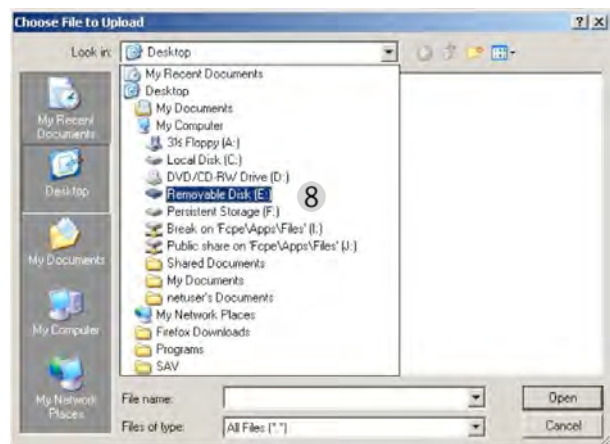 Choose File to Upload
Look in: Desktop
My Recent Documents
Desktop
My Documents
My Computer
3½ Floppy (A:)
Local Disk (C:)
DVD/CD-RW Drive (D:)
Removable Disk (E:)
8
Persistent Storage (F:)
Break on 'Fcpe\Apps\Files' (I:)
Public share on 'Fcpe\Apps\Files' (J:)
Shared Documents
My Documents
netuser's Documents
My Network Places
Firefox Downloads
Programs
SAV
My Recent
Documents
Desktop
My Documents
My Computer
My Network
Places
File name:
Open
Files of type: All Files (*.*)
Cancel